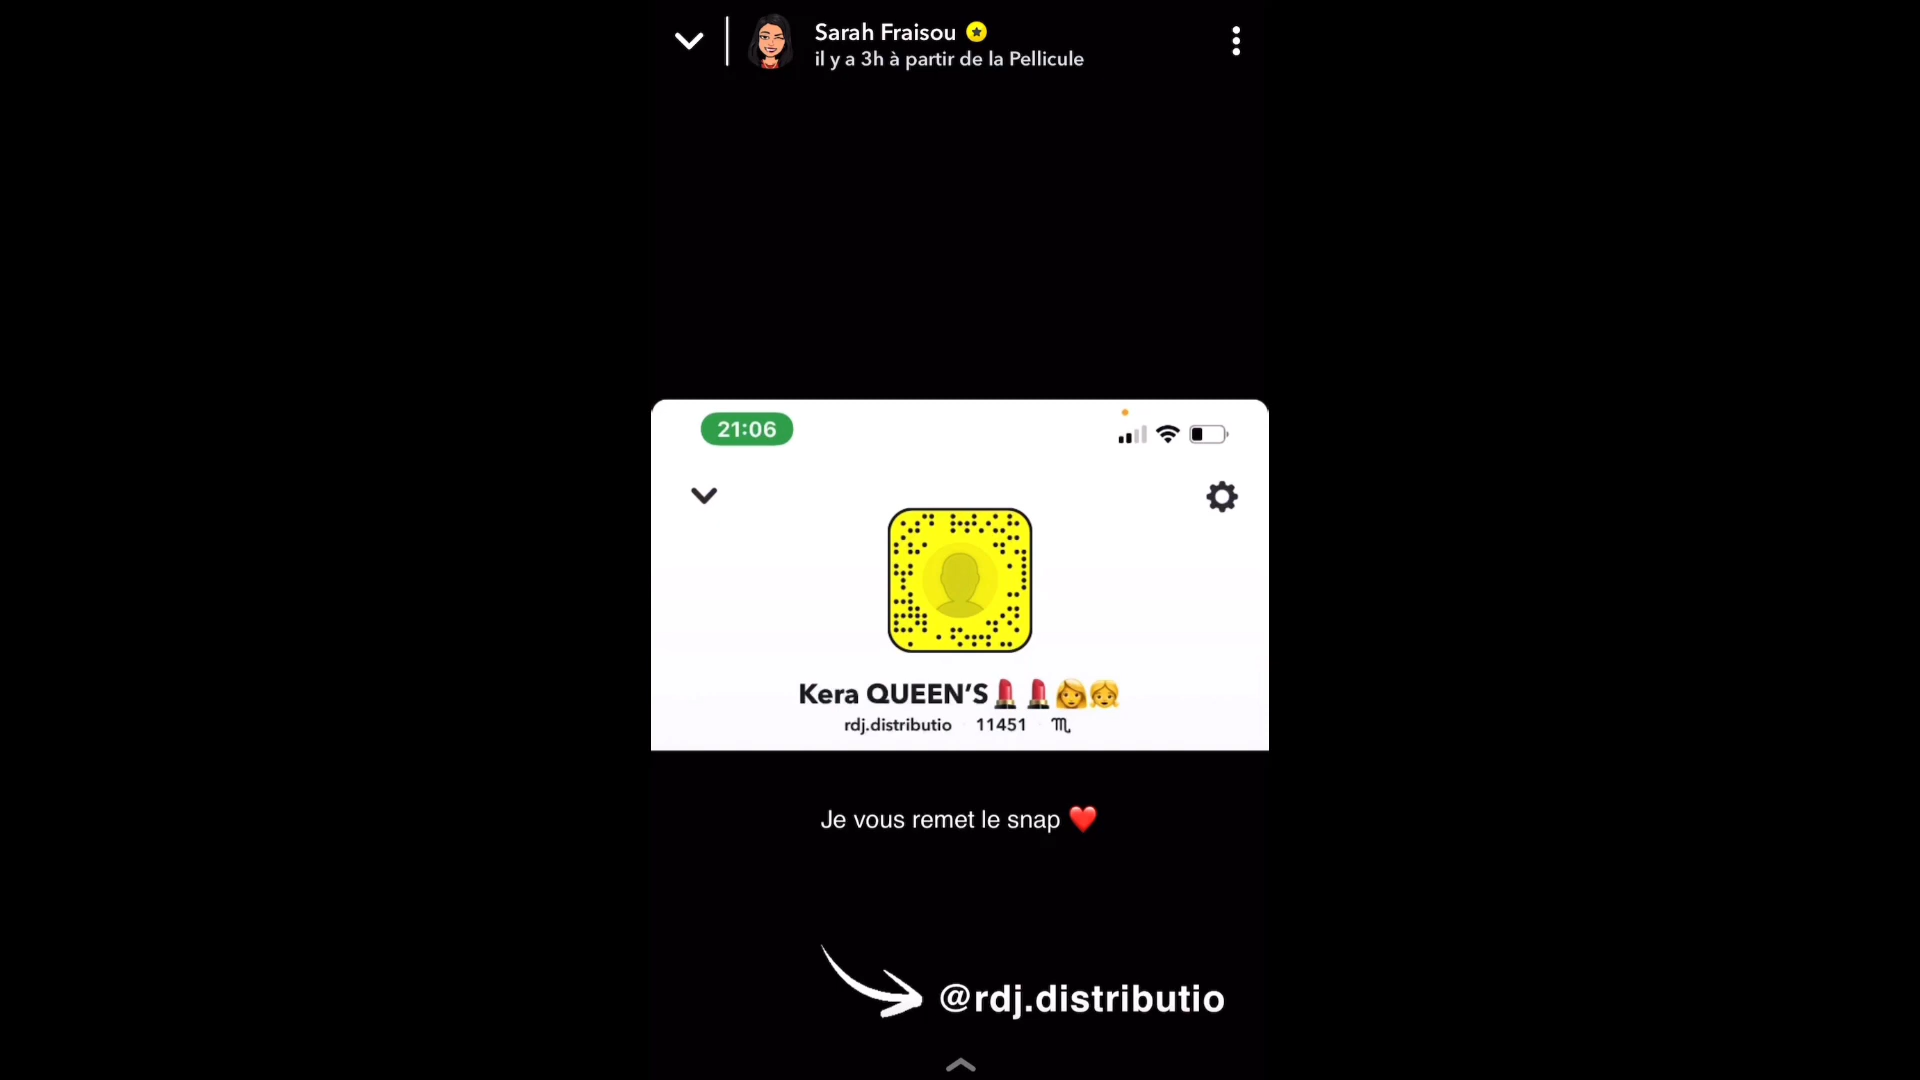 Sarah Fraisou
il y a 3h à partir de la Pellicule
21:06
Kera QUEEN’S💄💄👩👧
rdj.distributio 11451 ♏
Je vous remet le snap ❤️
@rdj.distributio